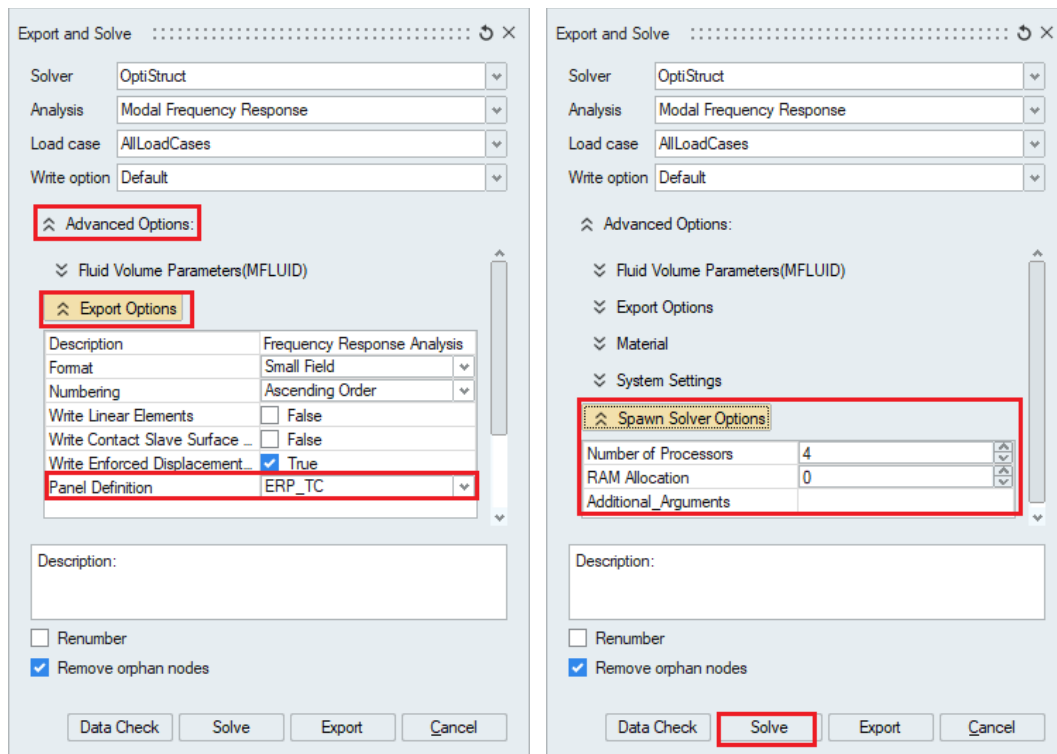 Export and Solve
Solver OptiStruct
Analysis Modal Frequency Response
Load case AllLoadCases
Write option Default
Advanced Options:
Fluid Volume Parameters(MFLUID)
Export Options
Description Frequency Response Analysis
Format Small Field
Numbering Ascending Order
Write Linear Elements False
Write Contact Slave Surface ... False
Write Enforced Displacement... True
Panel Definition ERP_TC
Description:
Renumber
Remove orphan nodes
Data Check Solve Export Cancel
Export and Solve
Solver OptiStruct
Analysis Modal Frequency Response
Load case AllLoadCases
Write option Default
Advanced Options:
Fluid Volume Parameters(MFLUID)
Export Options
Material
System Settings
Spawn Solver Options
Number of Processors 4
RAM Allocation 0
Additional_Arguments
Description:
Renumber
Remove orphan nodes
Data Check Solve Export Cancel